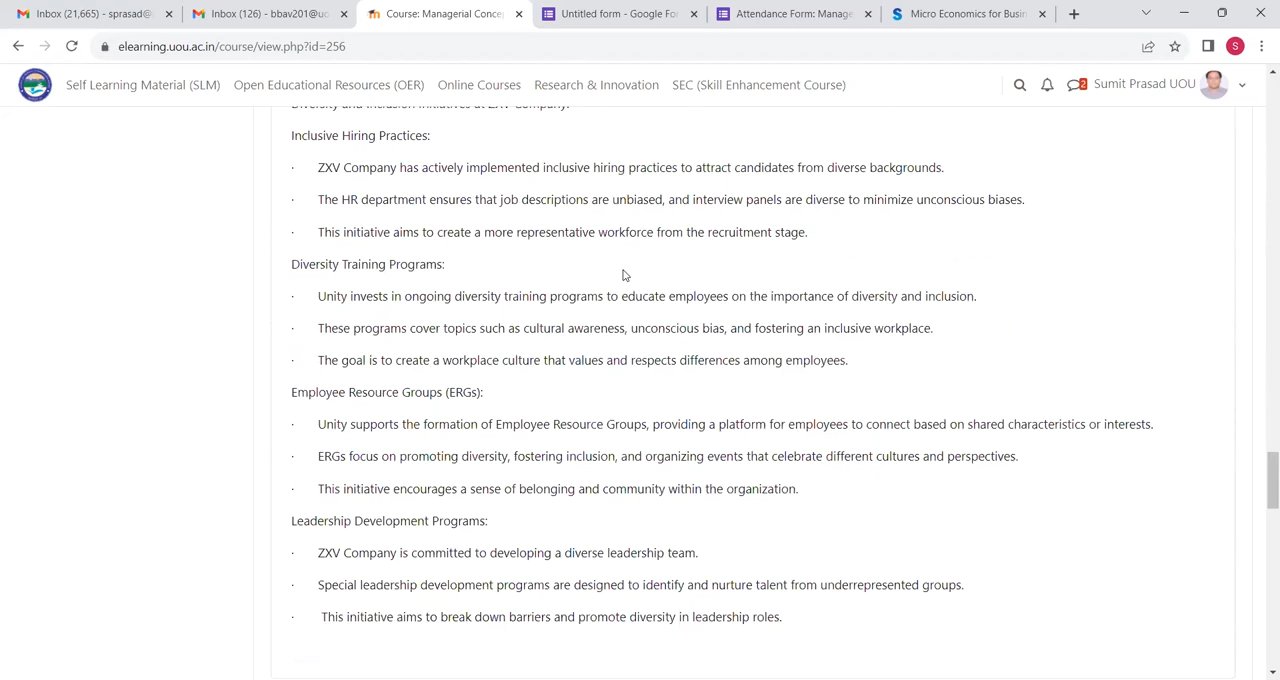 Inbox (21,665) - sprasad@
Inbox (126) - bbav201@uo
Course: Managerial Conce
Untitled form - Google Fo
Attendance Form: Manage
Micro Economics for Busin
elearning.uou.ac.in/course/view.php?id=256
S
Self Learning Material (SLM) Open Educational Resources (OER) Online Courses Research & Innovation SEC (Skill Enhancement Course)
2 Sumit Prasad UOU
Diversity and Inclusion Initiatives at ZXV Company:
Inclusive Hiring Practices:
· ZXV Company has actively implemented inclusive hiring practices to attract candidates from diverse backgrounds.
· The HR department ensures that job descriptions are unbiased, and interview panels are diverse to minimize unconscious biases.
· This initiative aims to create a more representative workforce from the recruitment stage.
Diversity Training Programs:
· Unity invests in ongoing diversity training programs to educate employees on the importance of diversity and inclusion.
· These programs cover topics such as cultural awareness, unconscious bias, and fostering an inclusive workplace.
· The goal is to create a workplace culture that values and respects differences among employees.
Employee Resource Groups (ERGs):
· Unity supports the formation of Employee Resource Groups, providing a platform for employees to connect based on shared characteristics or interests.
· ERGs focus on promoting diversity, fostering inclusion, and organizing events that celebrate different cultures and perspectives.
· This initiative encourages a sense of belonging and community within the organization.
Leadership Development Programs:
· ZXV Company is committed to developing a diverse leadership team.
· Special leadership development programs are designed to identify and nurture talent from underrepresented groups.
· This initiative aims to break down barriers and promote diversity in leadership roles.